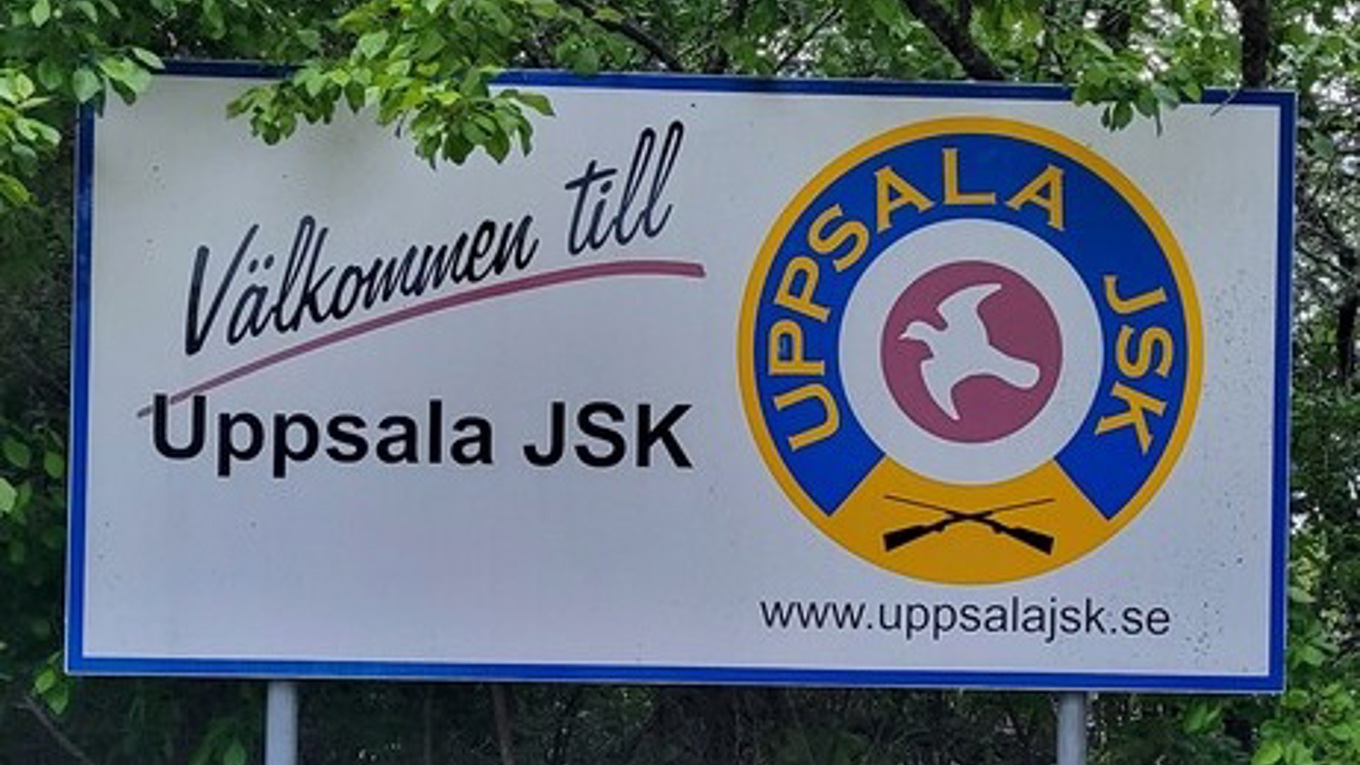 Välkommen till
Uppsala JSK
UPPSALA JSK
www.uppsalajsk.se